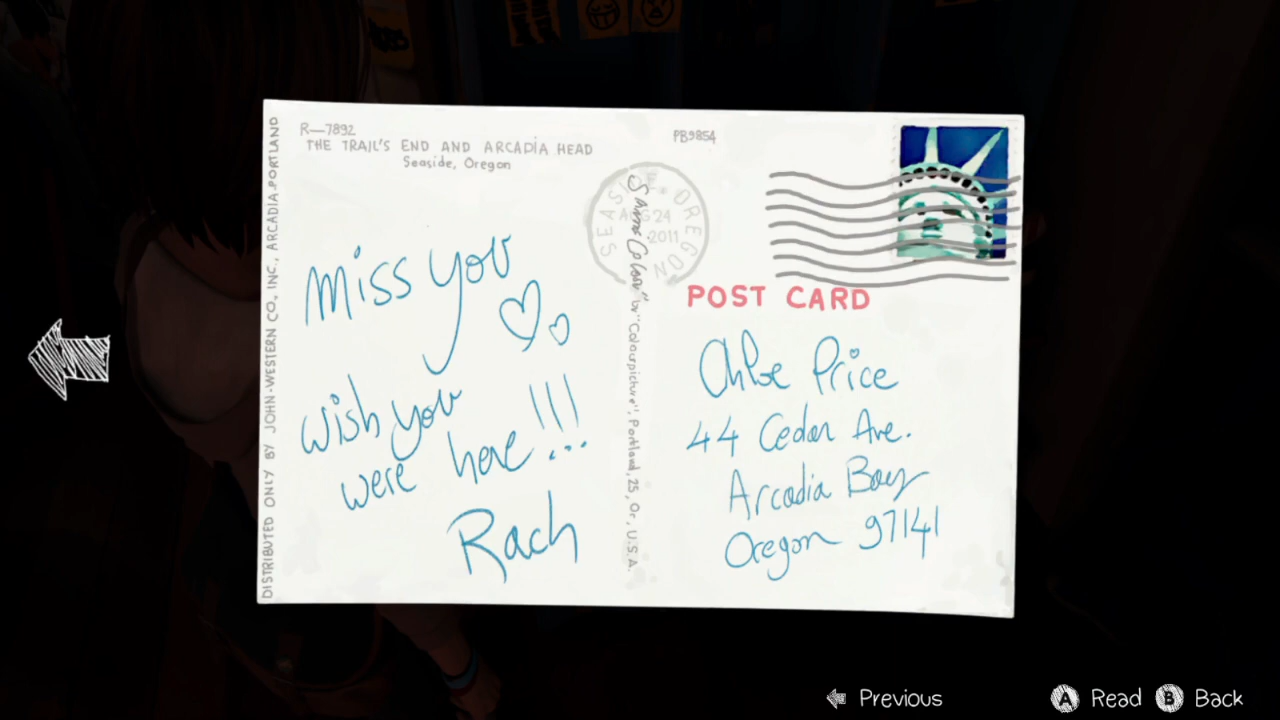 R—7892
THE TRAIL'S END AND ARCADIA HEAD
Seaside, Oregon
PB9854
DISTRIBUTED ONLY BY JOHN-WESTERN CO., INC., ARCADIA-PORTLAND
Miss you
wish you
were here!!!
Rach
SEASIDE. OREGON
AUG 24
2011
by "Colourpicture", Portland, 25, Or, U.S.A.
POST CARD
Chloe Price
44 Cedar Ave.
Arcadia Bay
Oregon 97141
Previous
A Read B Back